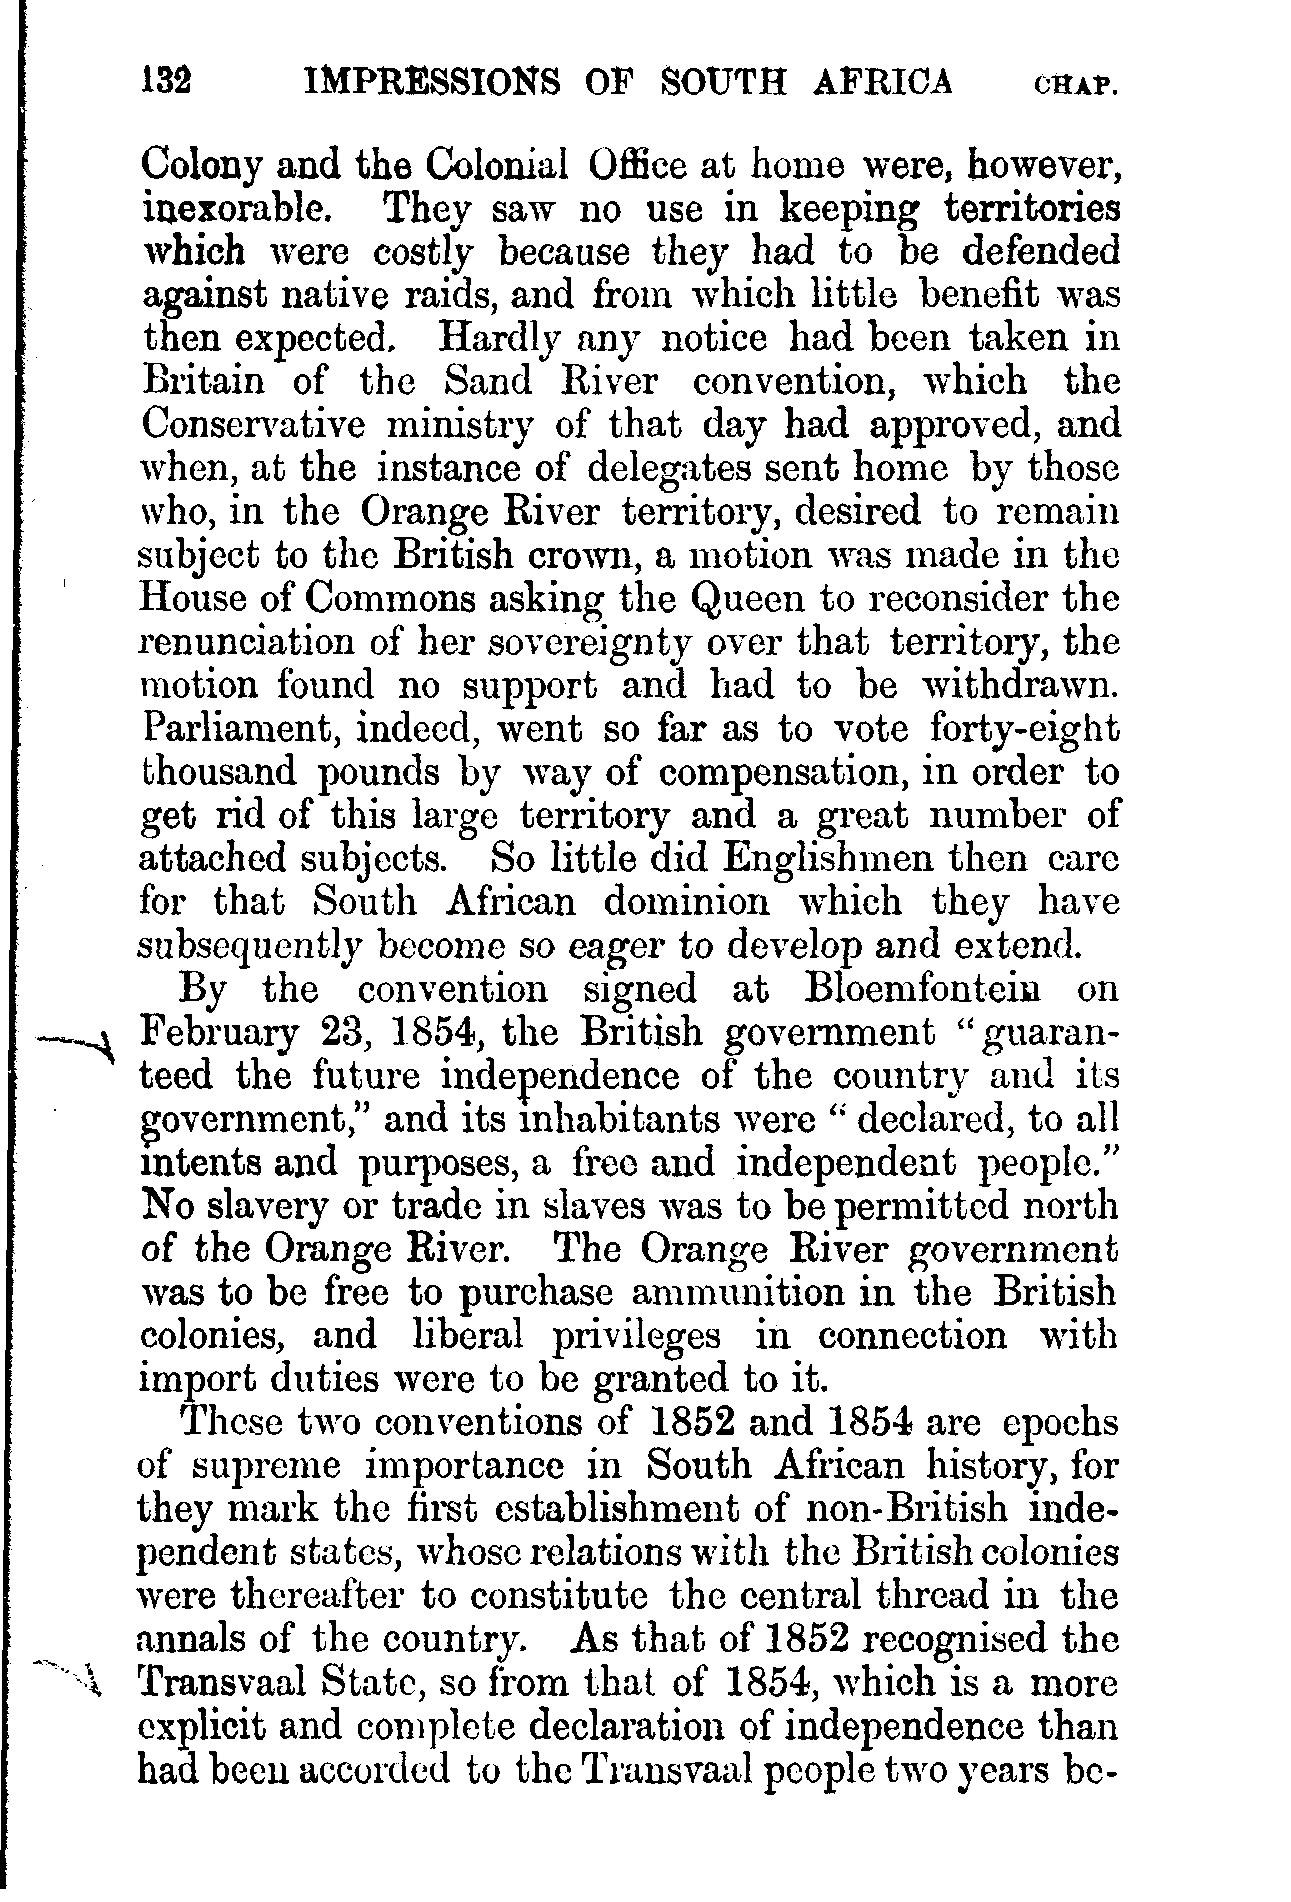 132 IMPRESSIONS OF SOUTH AFRICA CHAP.
Colony and the Colonial Office at home were, however,
inexorable. They saw no use in keeping territories
which were costly because they had to be defended
against native raids, and from which little benefit was
then expected. Hardly any notice had been taken in
Britain of the Sand River convention, which the
Conservative ministry of that day had approved, and
when, at the instance of delegates sent home by those
who, in the Orange River territory, desired to remain
subject to the British crown, a motion was made in the
House of Commons asking the Queen to reconsider the
renunciation of her sovereignty over that territory, the
motion found no support and had to be withdrawn.
Parliament, indeed, went so far as to vote forty-eight
thousand pounds by way of compensation, in order to
get rid of this large territory and a great number of
attached subjects. So little did Englishmen then care
for that South African dominion which they have
subsequently become so eager to develop and extend.
By the convention signed at Bloemfontein on
February 23, 1854, the British government “guaran-
teed the future independence of the country and its
government,” and its inhabitants were “declared, to all
intents and purposes, a free and independent people.”
No slavery or trade in slaves was to be permitted north
of the Orange River. The Orange River government
was to be free to purchase ammunition in the British
colonies, and liberal privileges in connection with
import duties were to be granted to it.
These two conventions of 1852 and 1854 are epochs
of supreme importance in South African history, for
they mark the first establishment of non-British inde-
pendent states, whose relations with the British colonies
were thereafter to constitute the central thread in the
annals of the country. As that of 1852 recognised the
Transvaal State, so from that of 1854, which is a more
explicit and complete declaration of independence than
had been accorded to the Transvaal people two years be-